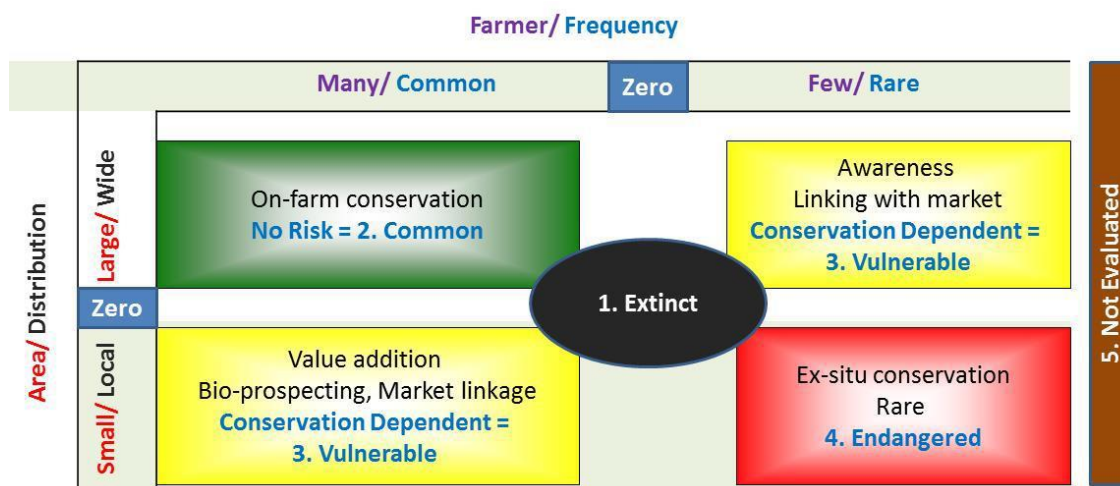 Farmer/ Frequency
Many/ Common
Zero
Few/ Rare
Area/ Distribution
Large/ Wide
On-farm conservation
No Risk = 2. Common
Awareness
Linking with market
Conservation Dependent =
3. Vulnerable
Zero
1. Extinct
Small/ Local
Value addition
Bio-prospecting, Market linkage
Conservation Dependent =
3. Vulnerable
Ex-situ conservation
Rare
4. Endangered
5. Not Evaluated